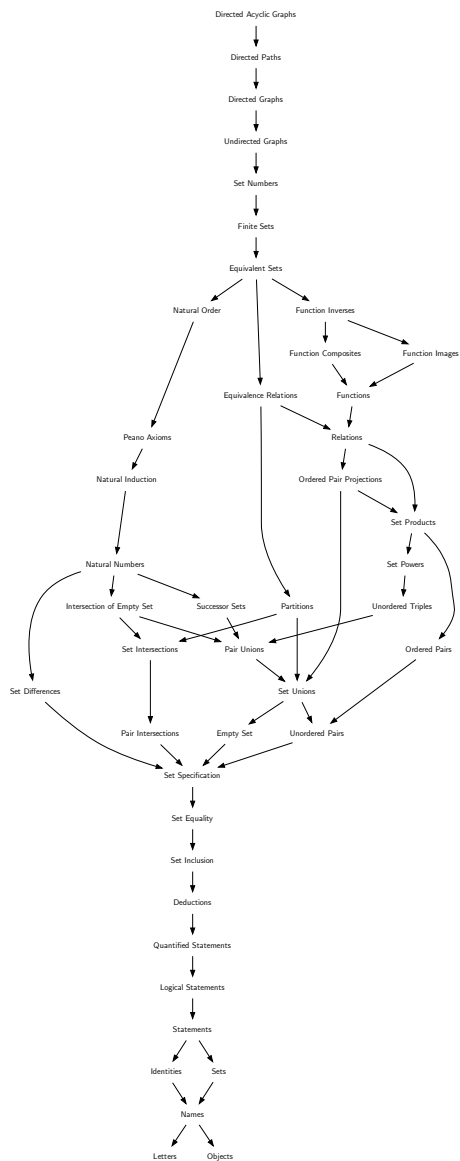 Directed Acyclic Graphs
Directed Paths
Directed Graphs
Undirected Graphs
Set Numbers
Finite Sets
Equivalent Sets
Natural Order
Function Inverses
Function Composites
Function Images
Equivalence Relations
Functions
Peano Axioms
Relations
Natural Induction
Ordered Pair Projections
Set Products
Natural Numbers
Set Powers
Intersection of Empty Set
Successor Sets
Partitions
Unordered Triples
Set Intersections
Pair Unions
Ordered Pairs
Set Differences
Set Unions
Pair Intersections
Empty Set
Unordered Pairs
Set Specification
Set Equality
Set Inclusion
Deductions
Quantified Statements
Logical Statements
Statements
Identities
Sets
Names
Letters
Objects